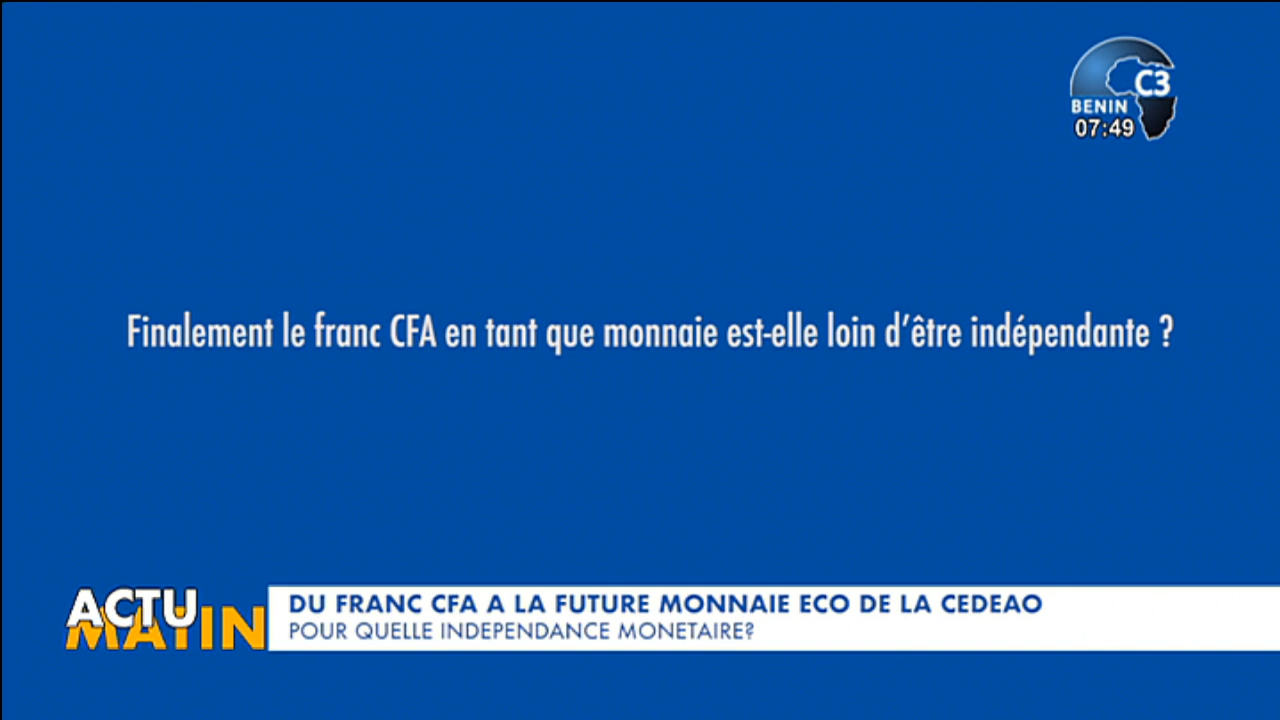 C3
BENIN
07:49
Finalement le franc CFA en tant que monnaie est-elle loin d’être indépendante ?
ACTU
MATIN
DU FRANC CFA A LA FUTURE MONNAIE ECO DE LA CEDEAO
POUR QUELLE INDEPENDANCE MONETAIRE?